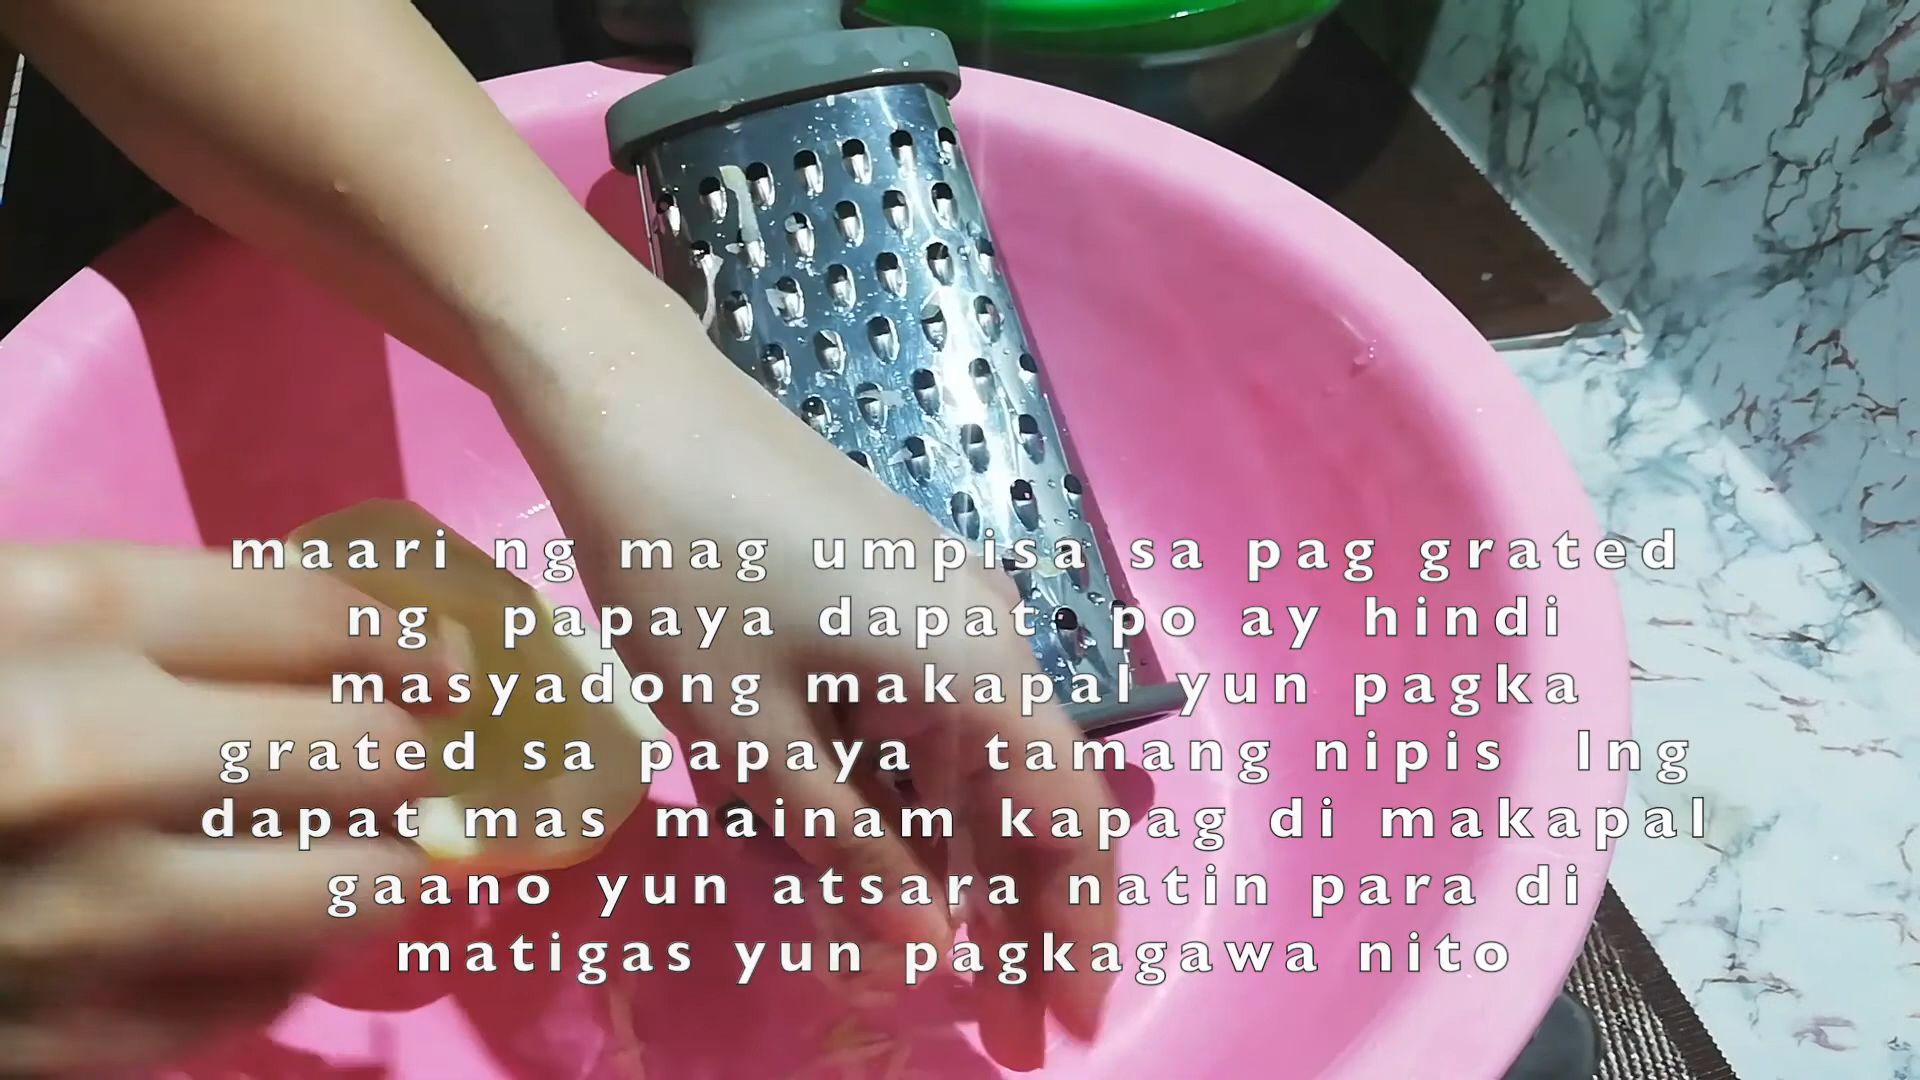 maari ng mag umpisa sa pag grated
ng papaya dapat po ay hindi
masyadong makapal yun pagka
grated sa papaya tamang nipis lng
dapat mas mainam kapag di makapal
gaano yun atsara natin para di
matigas yun pagkagawa nito